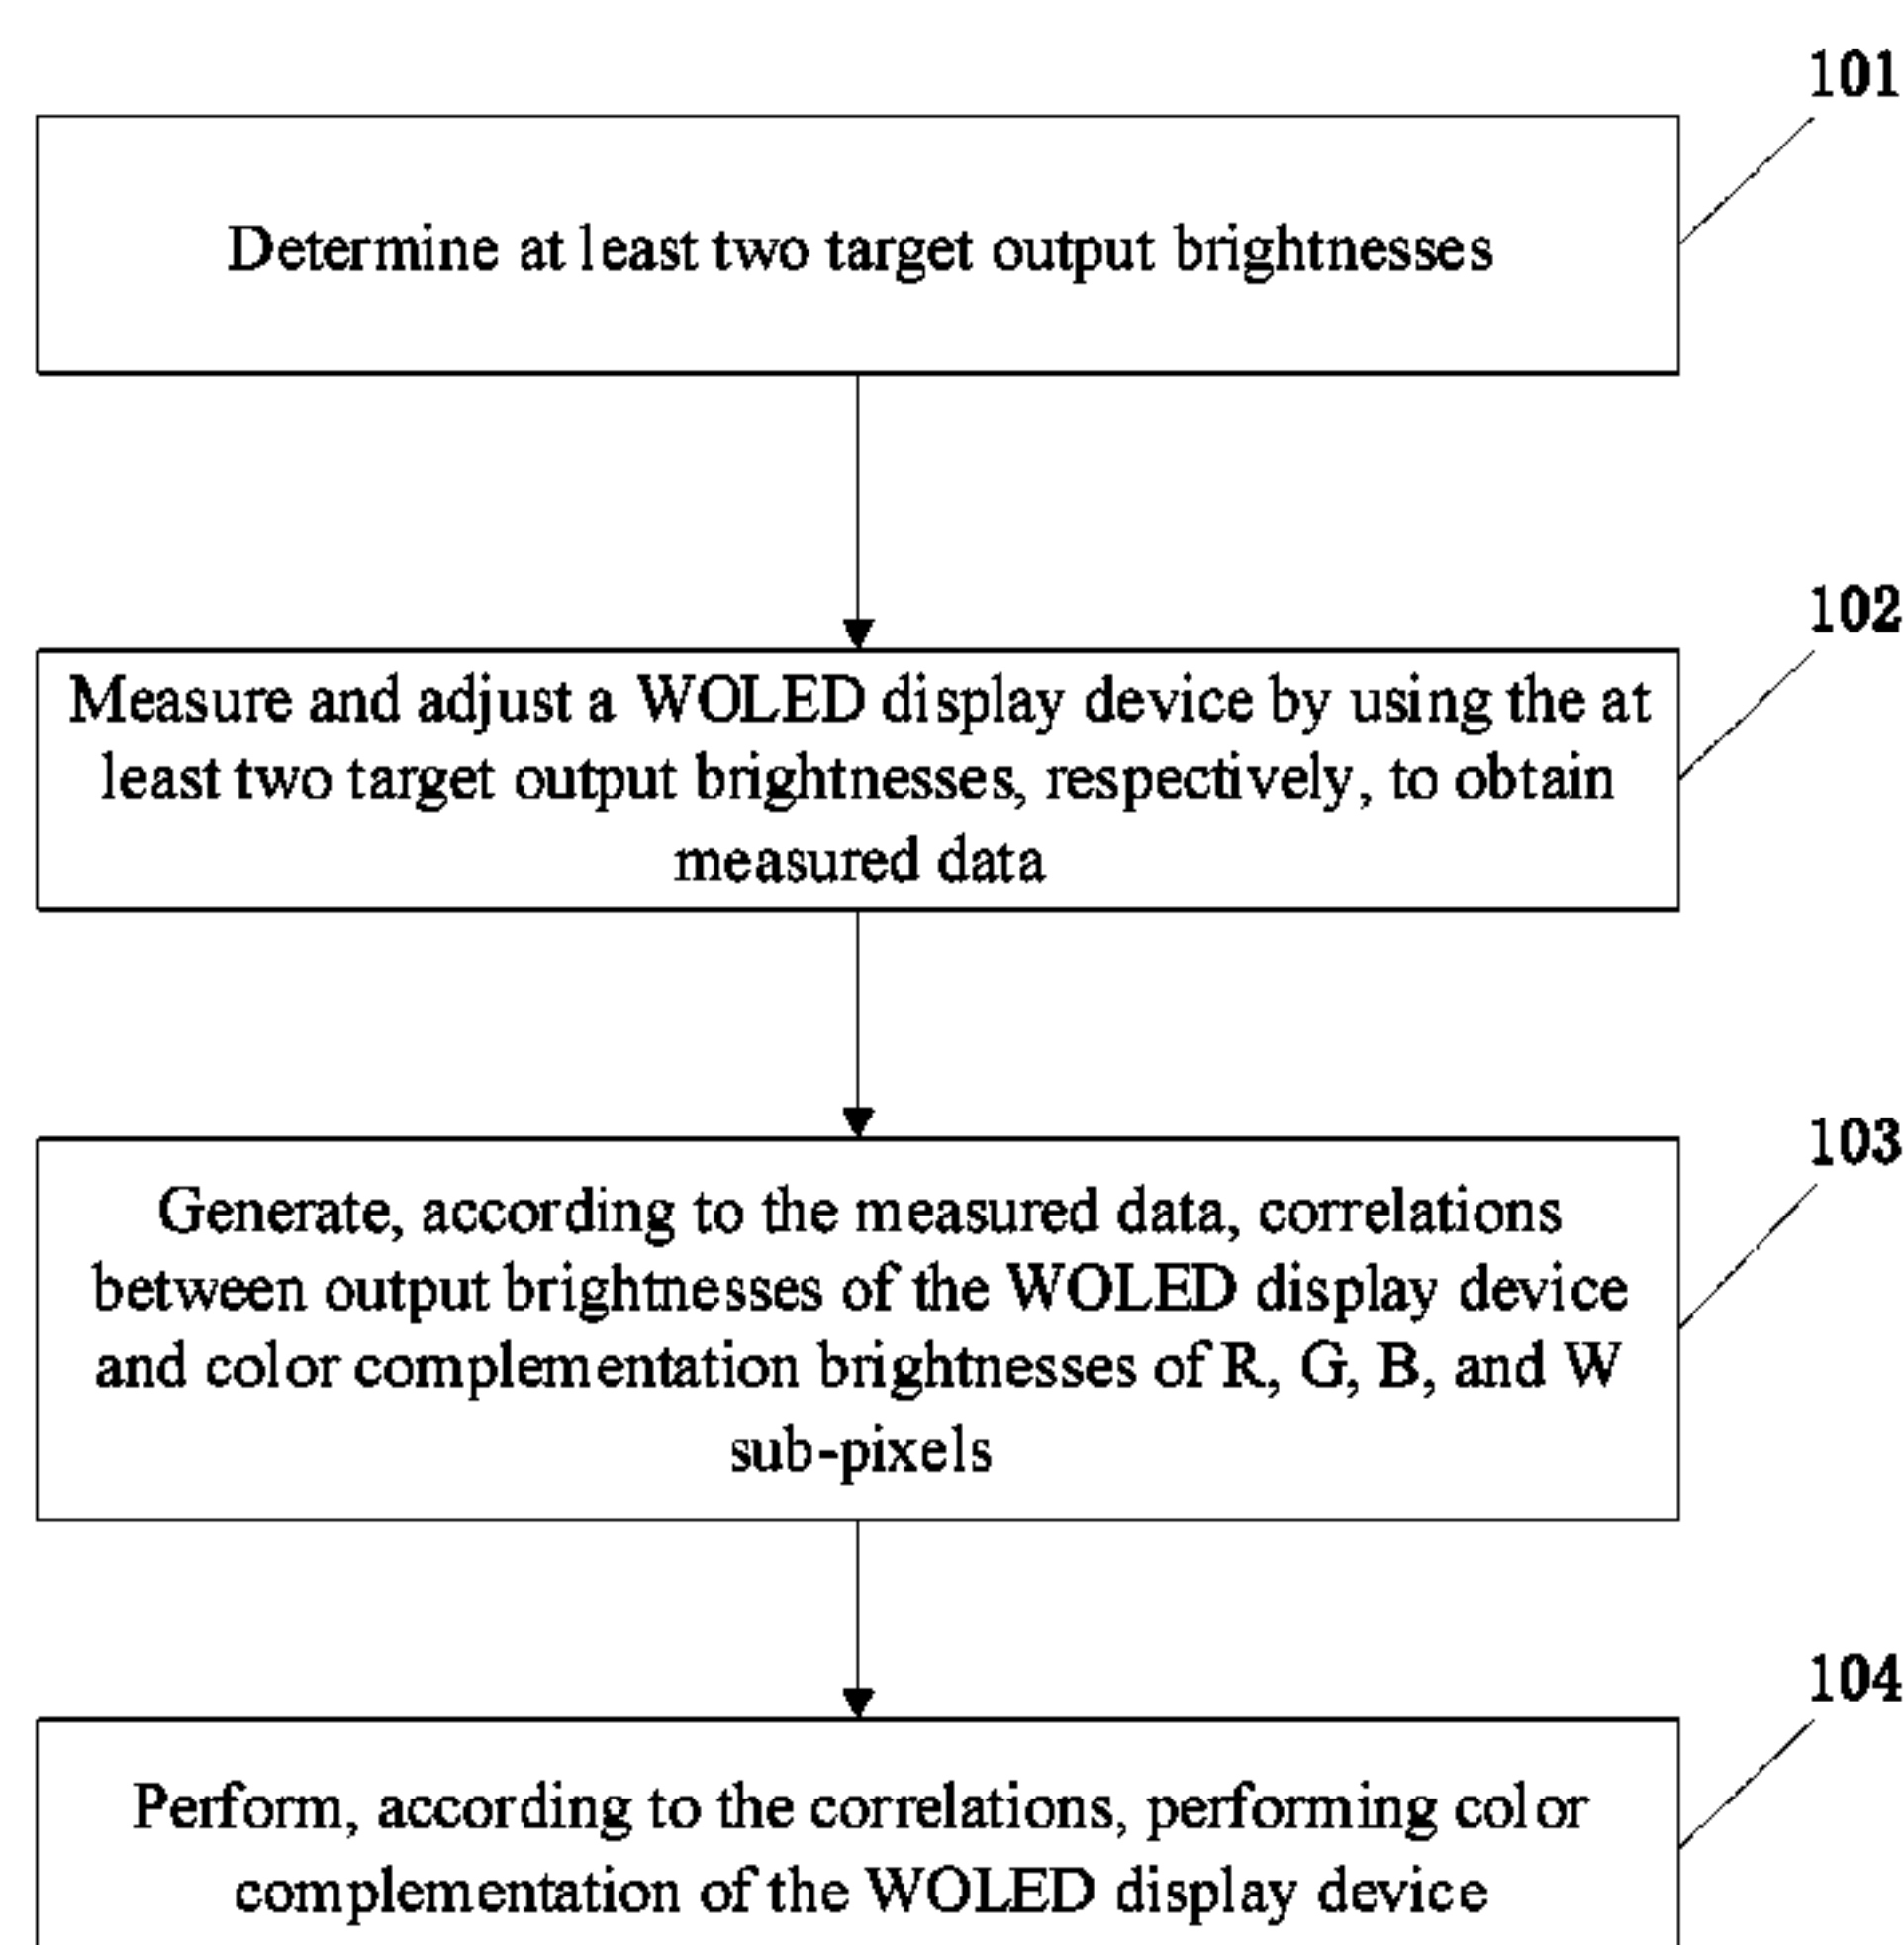 101
Determine at least two target output brightnesses
102
Measure and adjust a WOLED display device by using the at
least two target output brightnesses, respectively, to obtain
measured data
103
Generate, according to the measured data, correlations
between output brightnesses of the WOLED display device
and color complementation brightnesses of R, G, B, and W
sub-pixels
104
Perform, according to the correlations, performing color
complementation of the WOLED display device